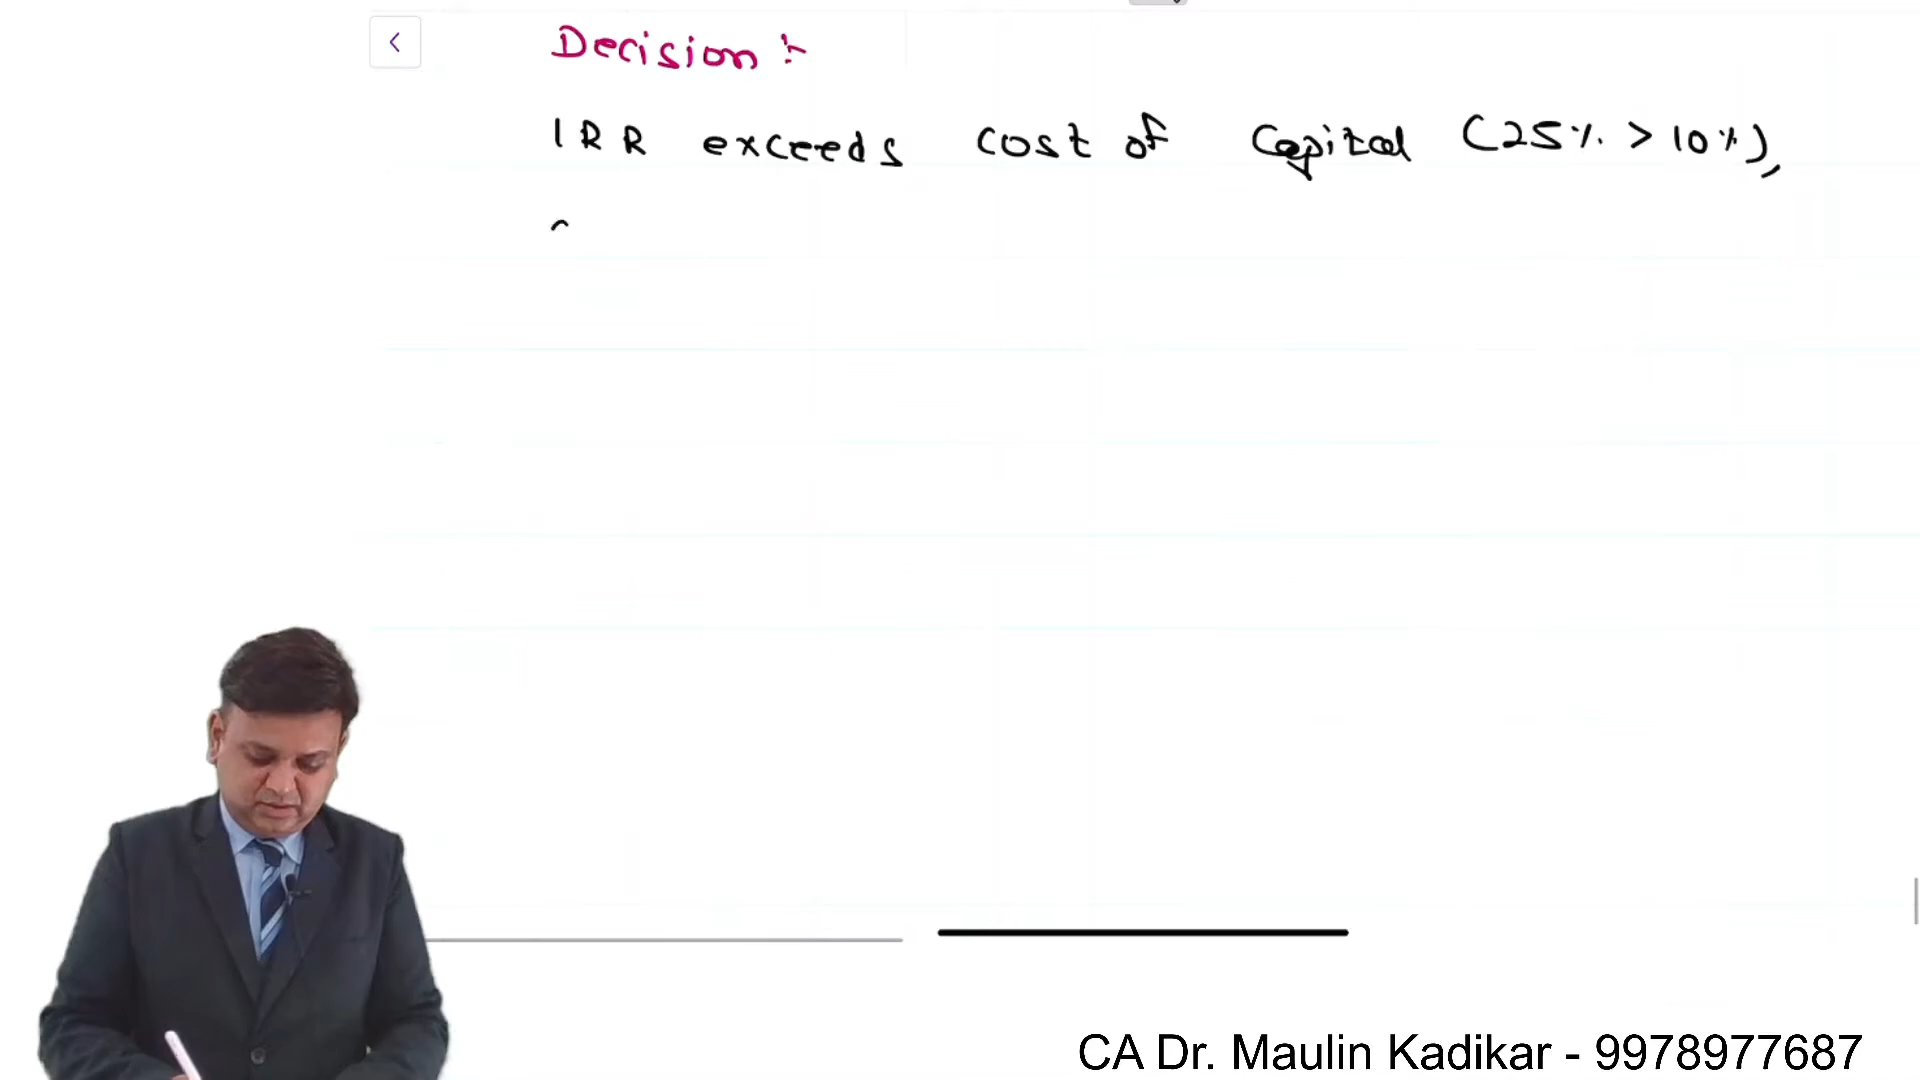 Decision :-
IRR exceeds cost of Capital (25% > 10%),
CA Dr. Maulin Kadikar - 9978977687